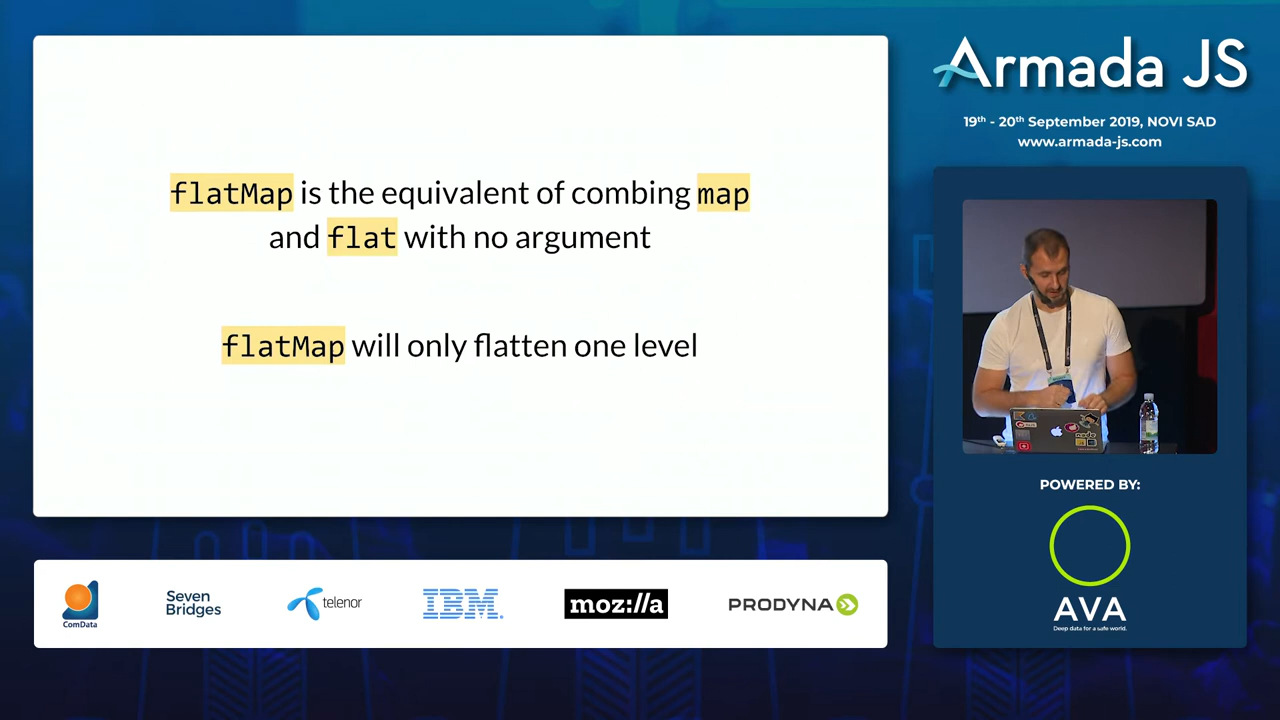 flatMap is the equivalent of combing map
and flat with no argument
flatMap will only flatten one level
Armada JS
19th - 20th September 2019, NOVI SAD
www.armada-js.com
POWERED BY:
AVA
Deep data for a safe world.
ComData
Seven
Bridges
telenor
IBM.
moz://a
PRODYNA
node